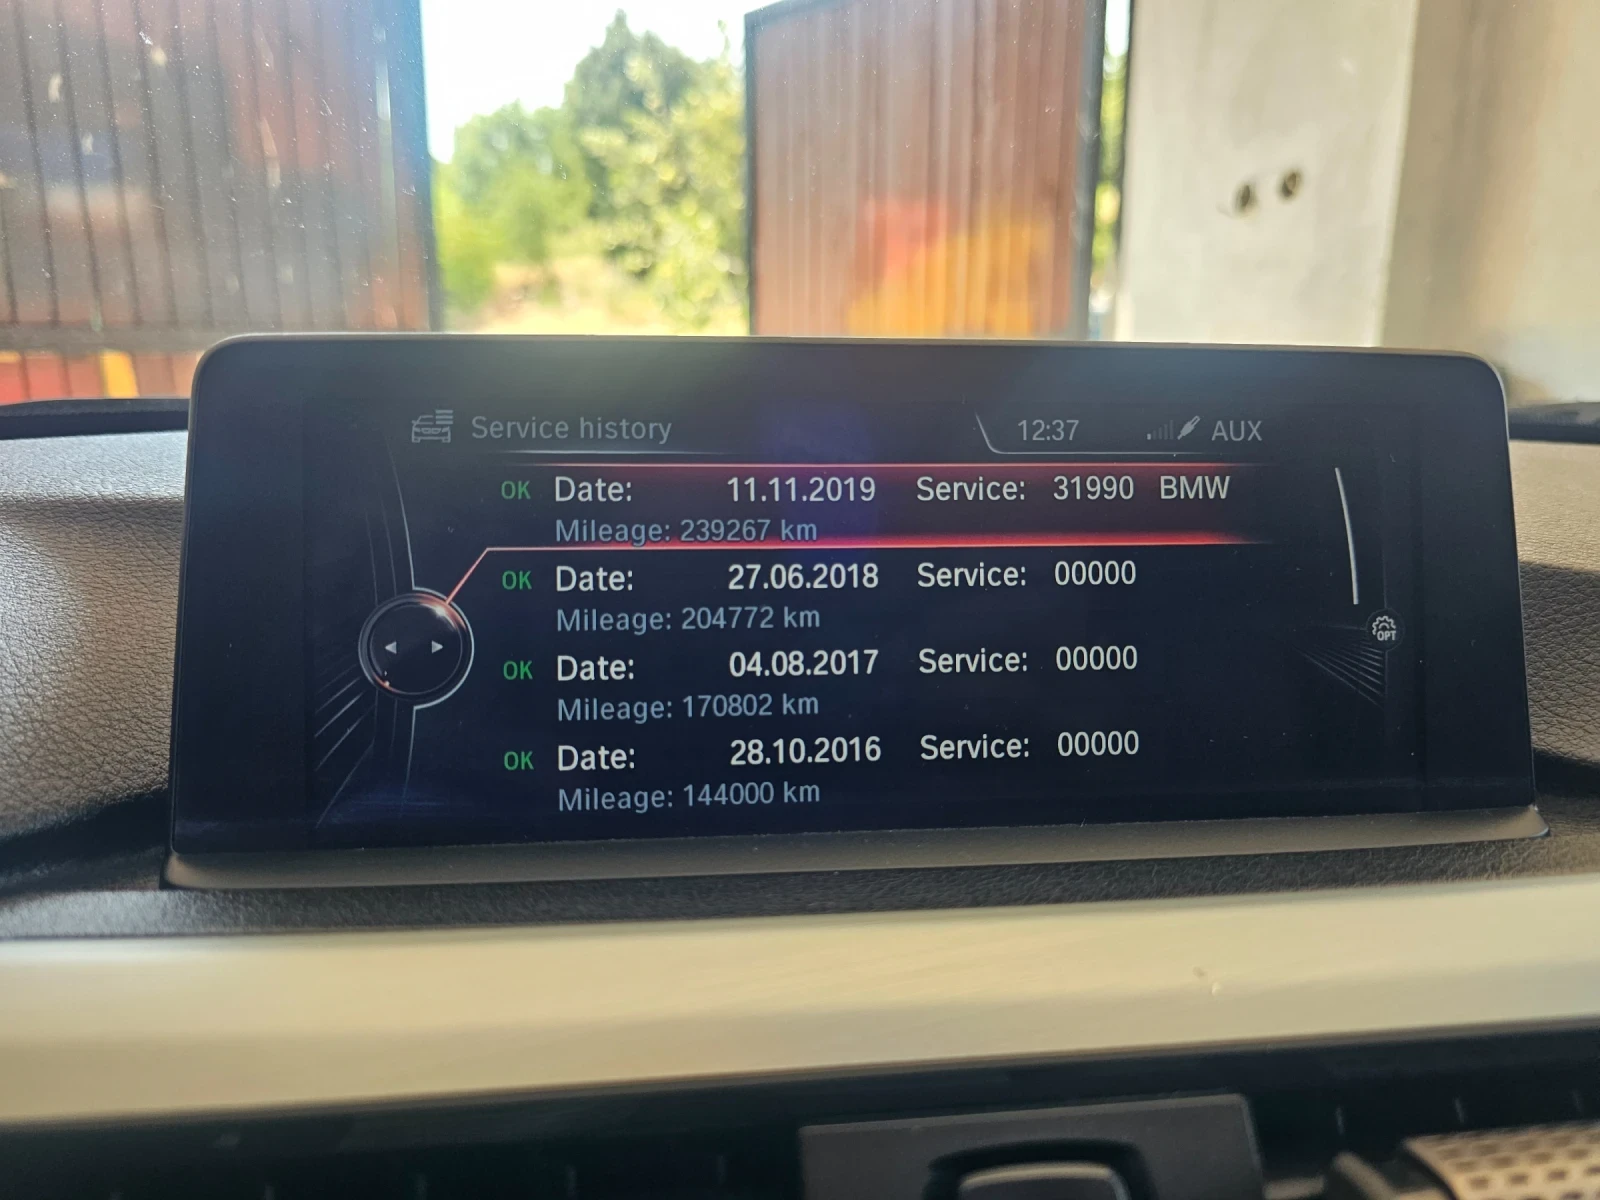 Service history 12:37 AUX
OK Date: 11.11.2019 Service: 31990 BMW
Mileage: 239267 km
OK Date: 27.06.2018 Service: 00000
Mileage: 204772 km
OK Date: 04.08.2017 Service: 00000
Mileage: 170802 km
OPT
OK Date: 28.10.2016 Service: 00000
Mileage: 144000 km